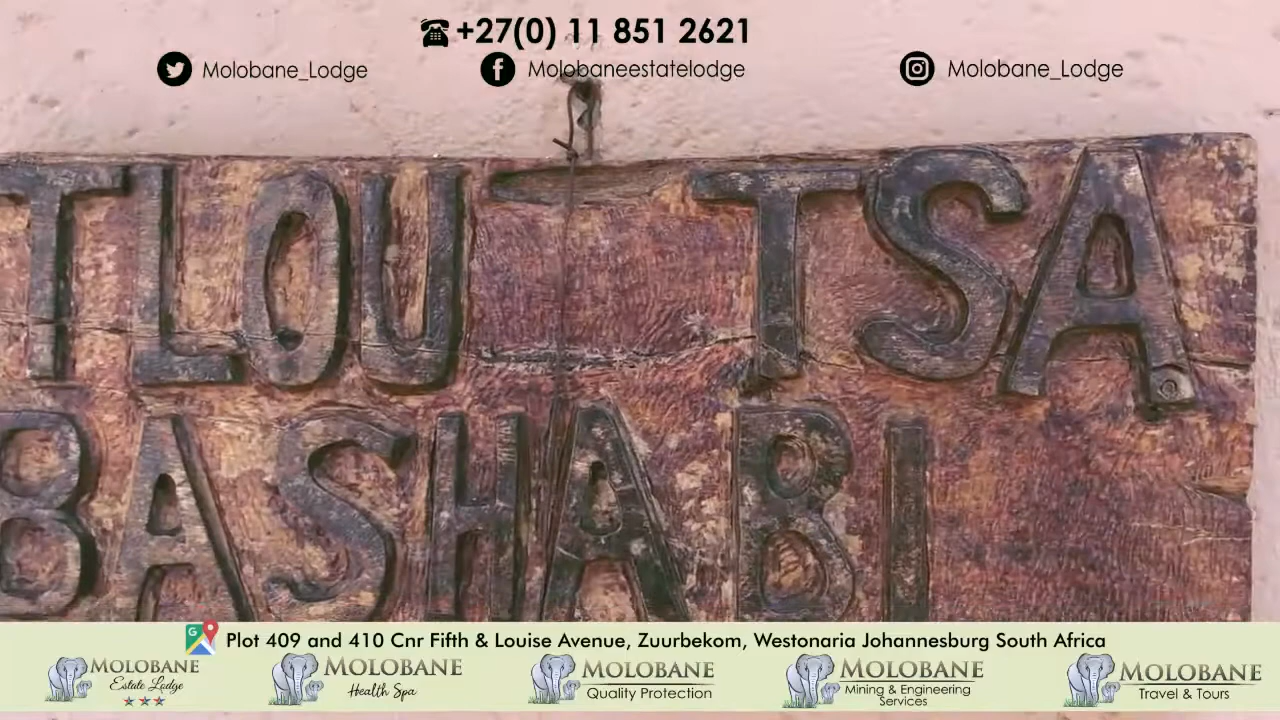 +27(0) 11 851 2621
Molobane_Lodge
Molobaneestatelodge
Molobane_Lodge
TLOU TSA
BASHABI
Plot 409 and 410 Cnr Fifth & Louise Avenue, Zuurbekom, Westonaria Johannesburg South Africa
MOLOBANE
Estate Lodge
MOLOBANE
Health Spa
MOLOBANE
Quality Protection
MOLOBANE
Mining & Engineering
Services
MOLOBANE
Travel & Tours